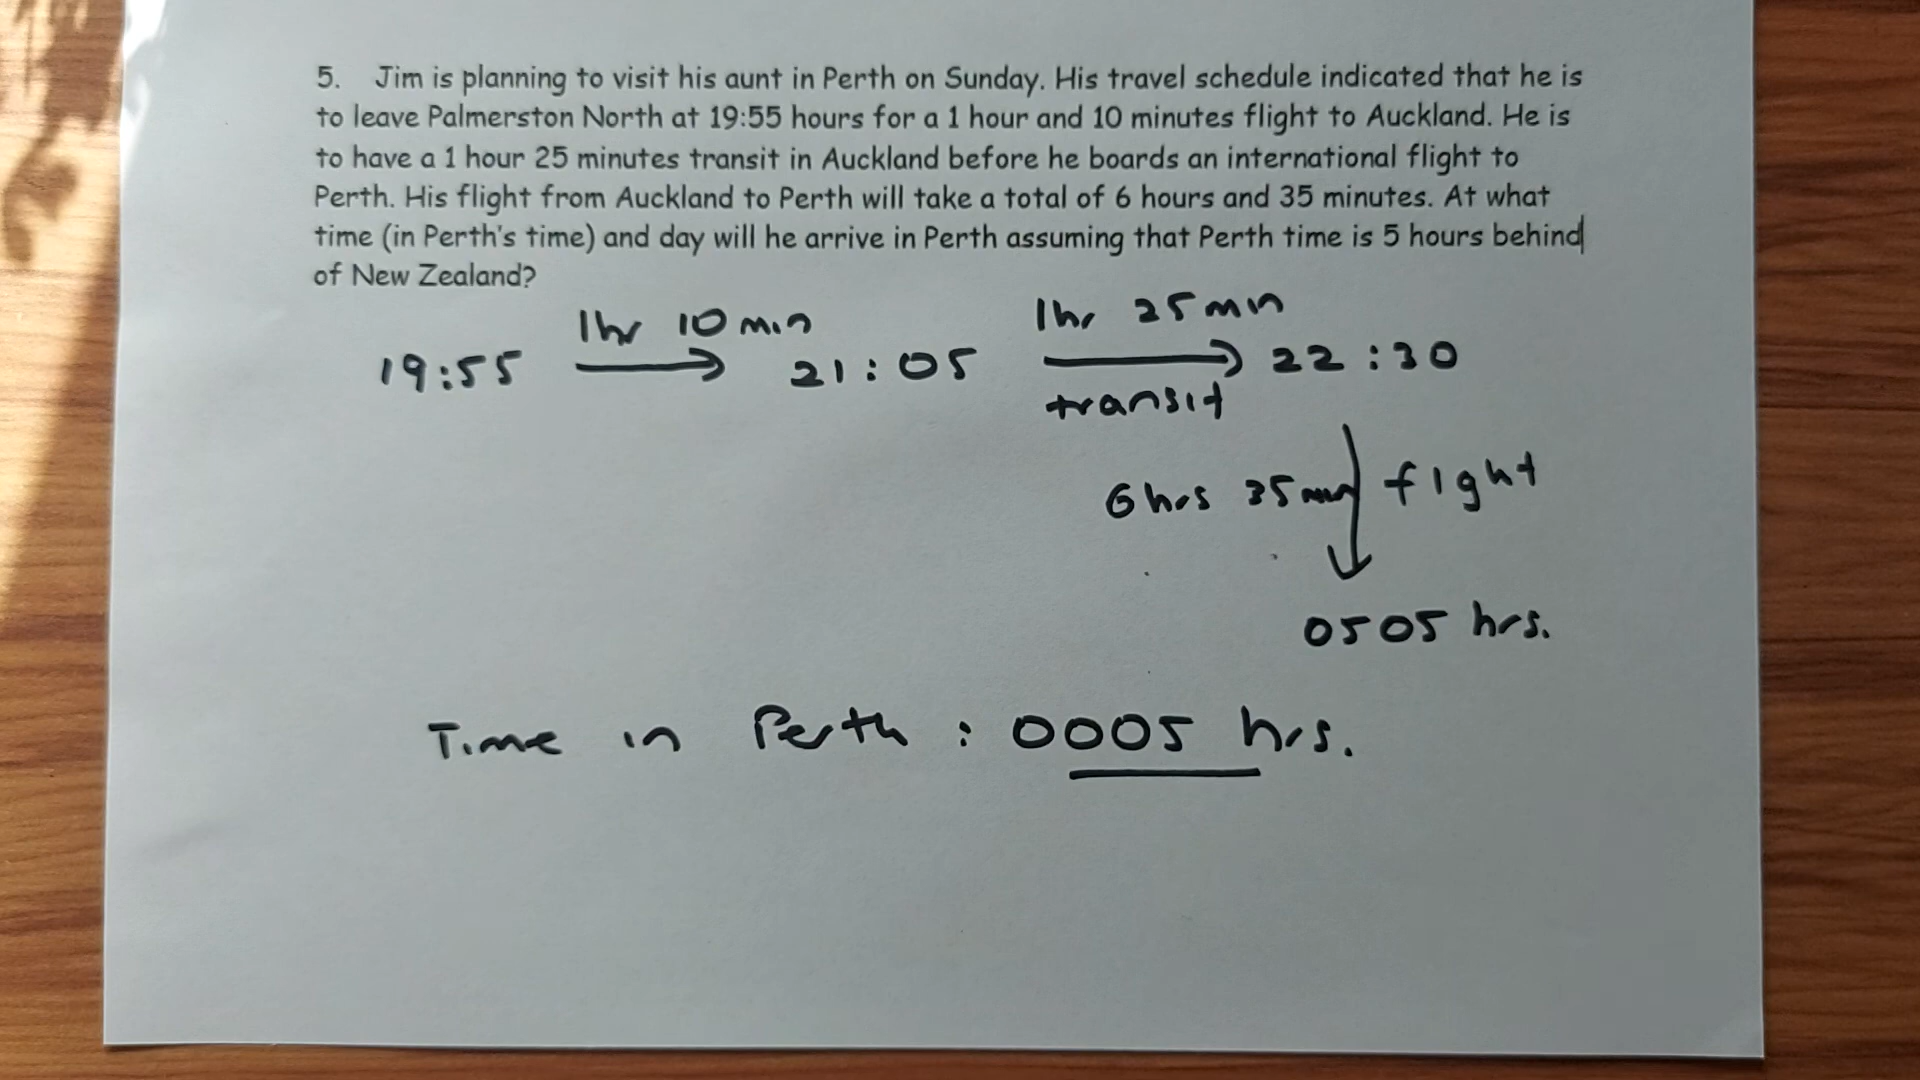 5. Jim is planning to visit his aunt in Perth on Sunday. His travel schedule indicated that he is
to leave Palmerston North at 19:55 hours for a 1 hour and 10 minutes flight to Auckland. He is
to have a 1 hour 25 minutes transit in Auckland before he boards an international flight to
Perth. His flight from Auckland to Perth will take a total of 6 hours and 35 minutes. At what
time (in Perth's time) and day will he arrive in Perth assuming that Perth time is 5 hours behind
of New Zealand?
1hr 10 min 1hr 25 min
19:55 → 21:05 → 22:30
transit
6 hrs 35 min flght
0505 hrs.
Time in Perth : 0005 hrs.